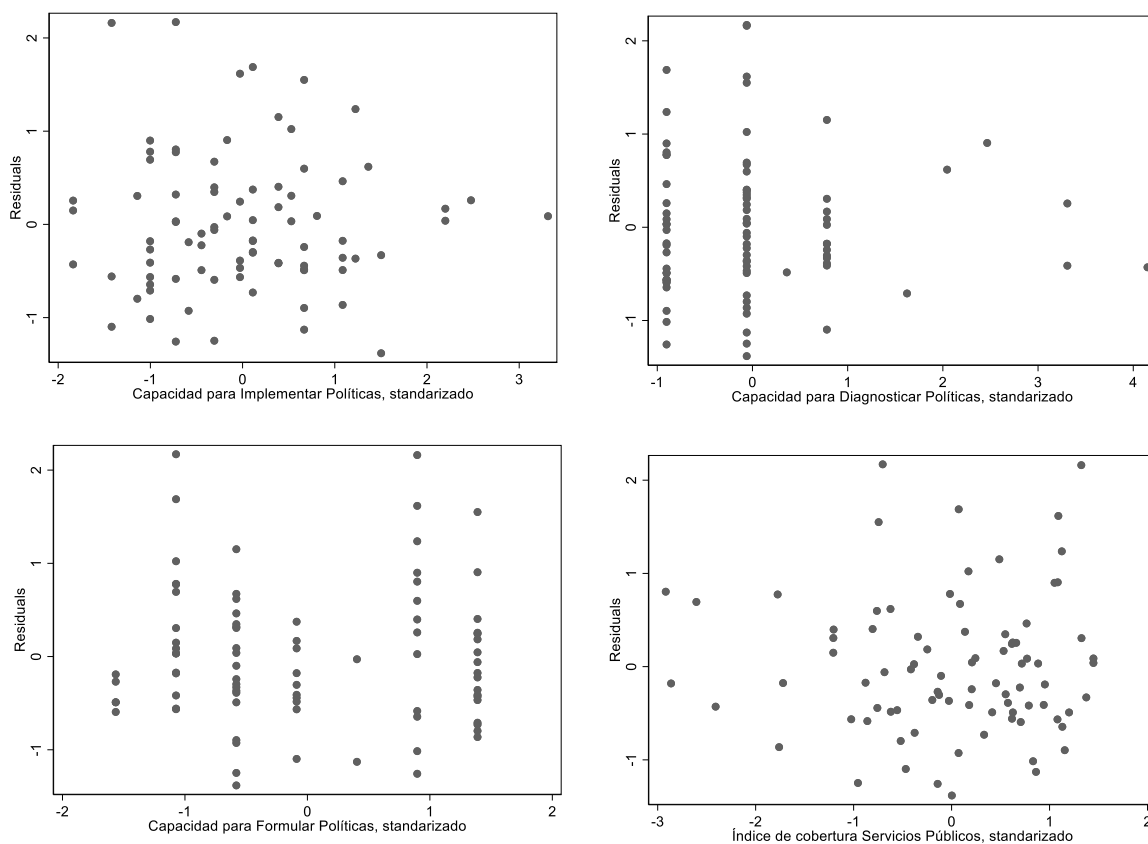 2
1
0
-1
Residuals
-2 -1 0 1 2 3
Capacidad para Implementar Políticas, standarizado
2
1
0
-1
Residuals
-1 0 1 2 3 4
Capacidad para Diagnosticar Políticas, standarizado
2
1
0
-1
Residuals
-2 -1 0 1 2
Capacidad para Formular Políticas, standarizado
2
1
0
-1
Residuals
-3 -2 -1 0 1 2
Índice de cobertura Servicios Públicos, standarizado